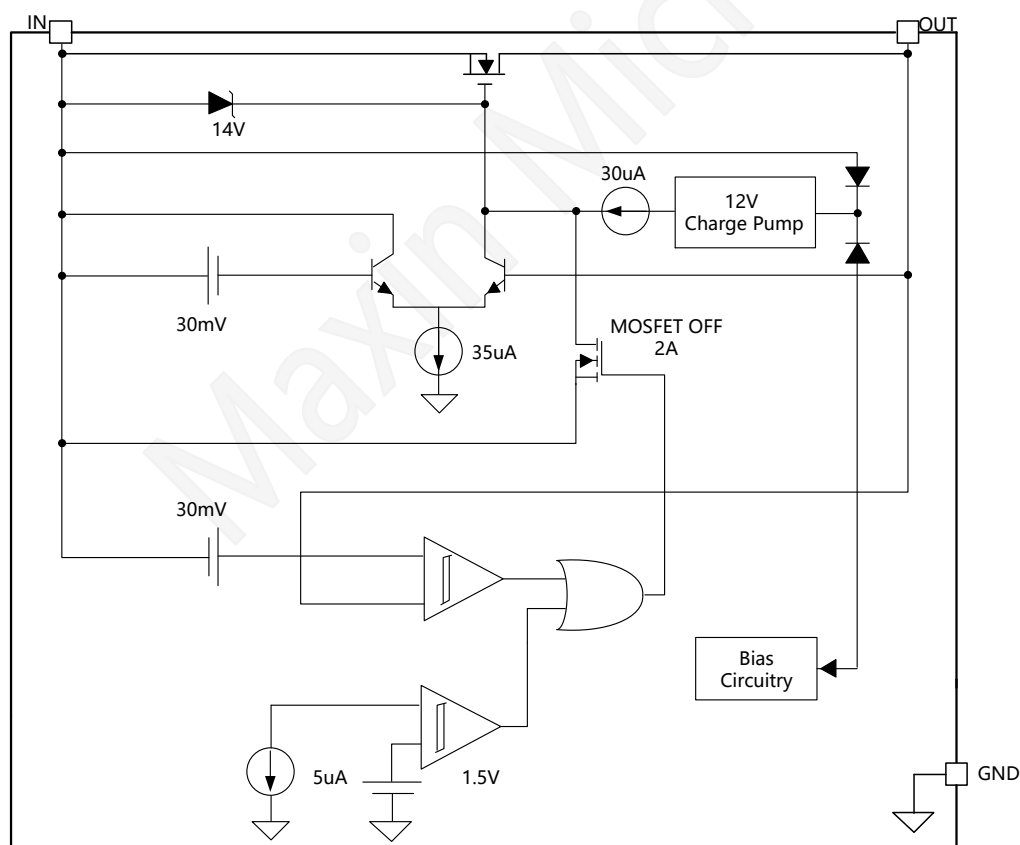 IN
OUT
14V
30uA
12V
Charge Pump
30mV
35uA
MOSFET OFF
2A
30mV
Bias
Circuitry
5uA
1.5V
GND
Maxin Mic